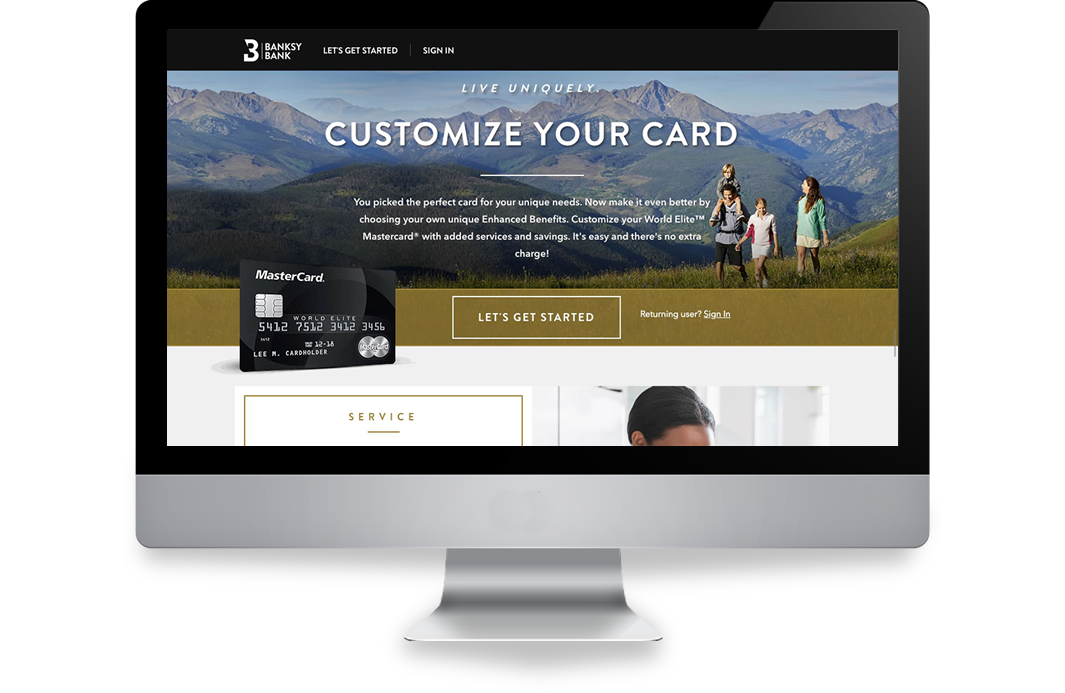 BANKSY
BANK
LET'S GET STARTED
SIGN IN
LIVE UNIQUELY.
CUSTOMIZE YOUR CARD
You picked the perfect card for your unique needs. Now make it even better by
choosing your own unique Enhanced Benefits. Customize your World Elite™
Mastercard® with added services and savings. It's easy and there's no extra
charge!
MasterCard.
WORLD ELITE
5412 7512 3412 3456
5412
12-18
LEE M. CARDHOLDER
MasterCard
LET'S GET STARTED
Returning user? Sign In
SERVICE